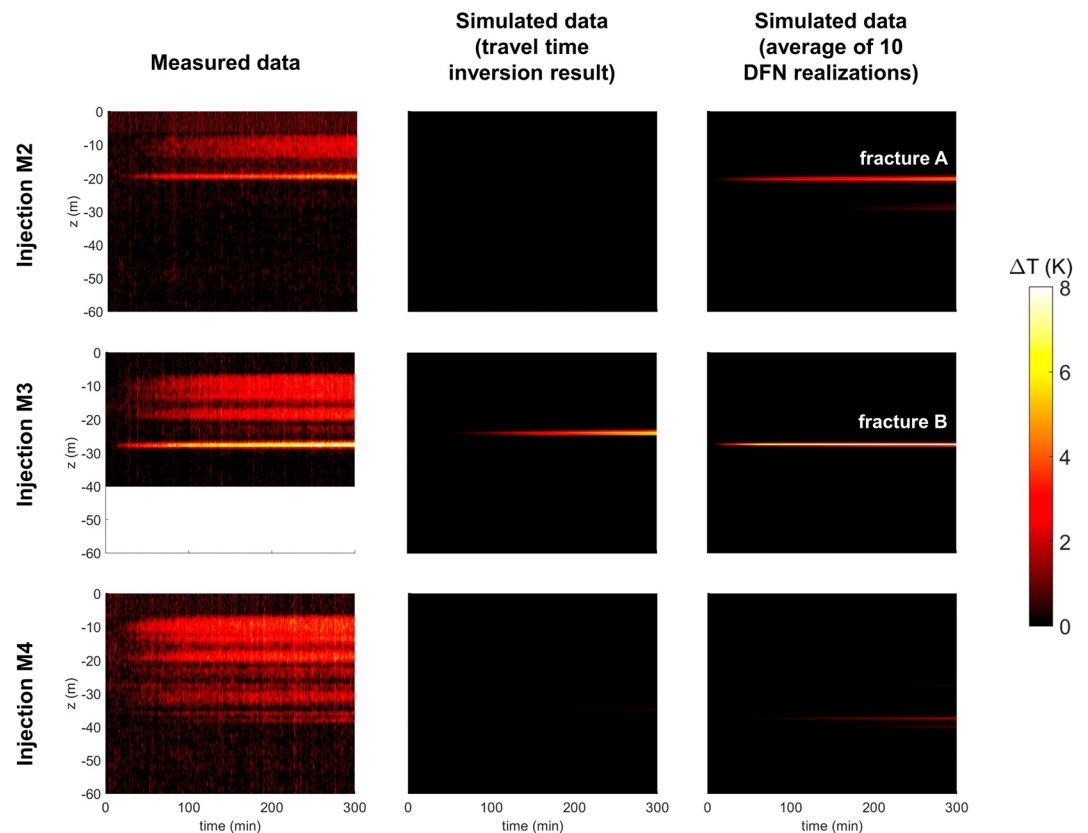 Measured data
Simulated data
(travel time
inversion result)
Simulated data
(average of 10
DFN realizations)
Injection M2
z (m)
0
-10
-20
-30
-40
-50
-60
fracture A
Injection M3
z (m)
0
-10
-20
-30
-40
-50
-60
fracture B
Injection M4
z (m)
0
-10
-20
-30
-40
-50
-60
0 100 200 300
time (min)
0 100 200 300
time (min)
0 100 200 300
time (min)
ΔT (K)
8
6
4
2
0